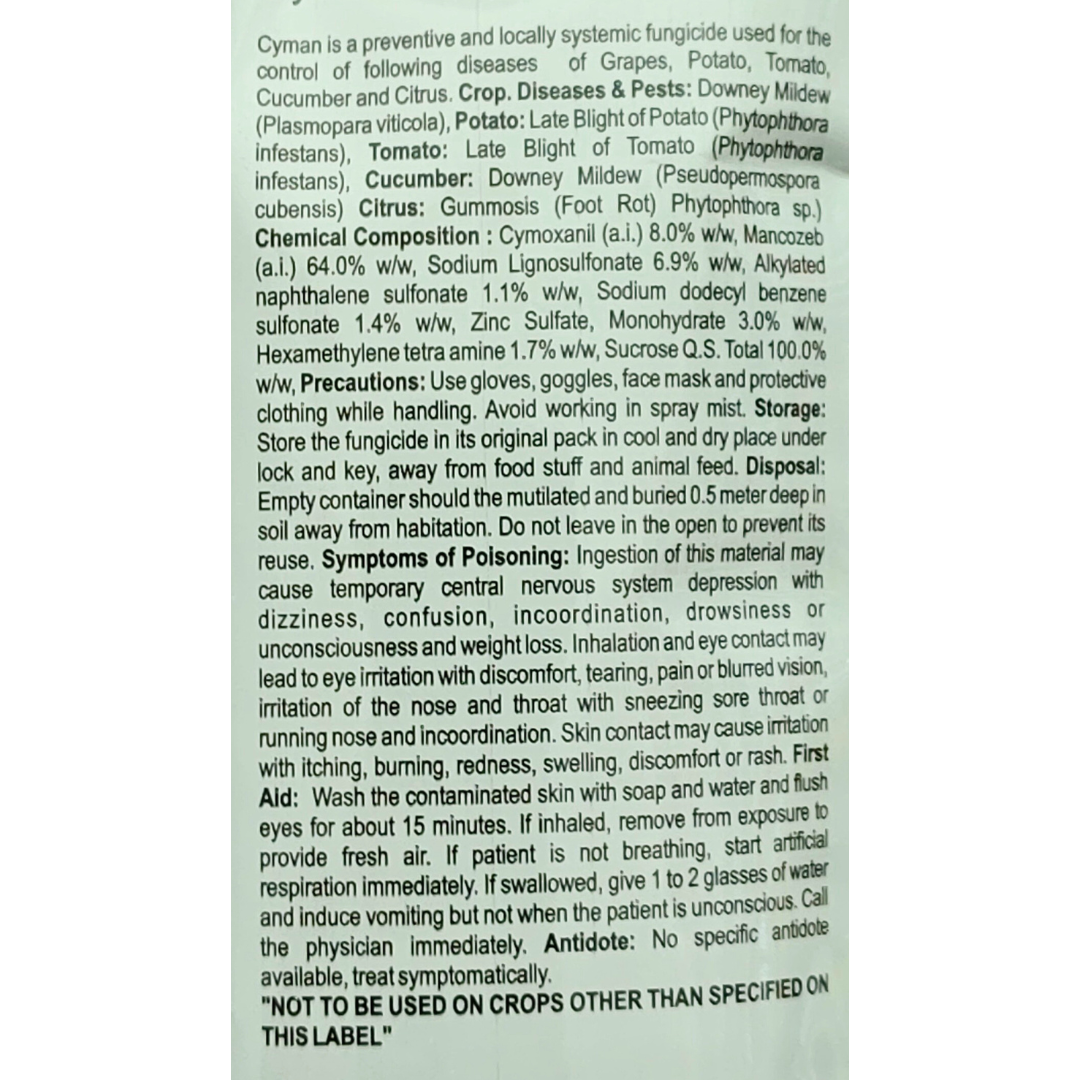 Cyman is a preventive and locally systemic fungicide used for the
control of following diseases of Grapes, Potato, Tomato,
Cucumber and Citrus. Crop. Diseases & Pests: Downey Mildew
(Plasmopara viticola), Potato: Late Blight of Potato (Phytophthora
infestans), Tomato: Late Blight of Tomato (Phytophthora
infestans), Cucumber: Downey Mildew (Pseudopermospora
cubensis) Citrus: Gummosis (Foot Rot) Phytophthora sp.)
Chemical Composition : Cymoxanil (a.i.) 8.0% w/w, Mancozeb
(a.i.) 64.0% w/w, Sodium Lignosulfonate 6.9% w/w, Alkylated
naphthalene sulfonate 1.1% w/w, Sodium dodecyl benzene
sulfonate 1.4% w/w, Zinc Sulfate, Monohydrate 3.0% w/w,
Hexamethylene tetra amine 1.7% w/w, Sucrose Q.S. Total 100.0%
w/w, Precautions: Use gloves, goggles, face mask and protective
clothing while handling. Avoid working in spray mist. Storage:
Store the fungicide in its original pack in cool and dry place under
lock and key, away from food stuff and animal feed. Disposal:
Empty container should the mutilated and buried 0.5 meter deep in
soil away from habitation. Do not leave in the open to prevent its
reuse. Symptoms of Poisoning: Ingestion of this material may
cause temporary central nervous system depression with
dizziness, confusion, incoordination, drowsiness or
unconsciousness and weight loss. Inhalation and eye contact may
lead to eye irritation with discomfort, tearing, pain or blurred vision,
irritation of the nose and throat with sneezing sore throat or
running nose and incoordination. Skin contact may cause irritation
with itching, burning, redness, swelling, discomfort or rash. First
Aid: Wash the contaminated skin with soap and water and flush
eyes for about 15 minutes. If inhaled, remove from exposure to
provide fresh air. If patient is not breathing, start artificial
respiration immediately. If swallowed, give 1 to 2 glasses of water
and induce vomiting but not when the patient is unconscious. Call
the physician immediately. Antidote: No specific antidote
available, treat symptomatically.
"NOT TO BE USED ON CROPS OTHER THAN SPECIFIED ON
THIS LABEL"